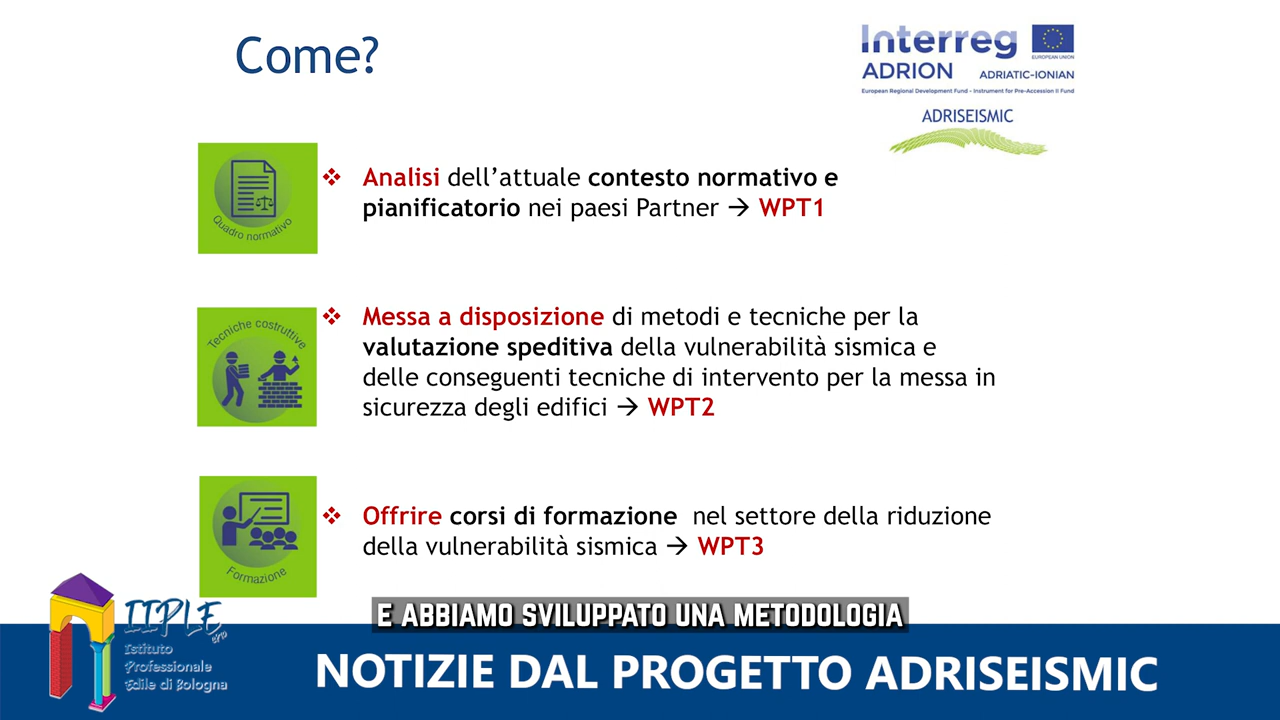 Come?
Interreg
EUROPEAN UNION
ADRION ADRIATIC-IONIAN
European Regional Development Fund - Instrument for Pre-Accession II Fund
ADRISEISMIC
Quadro normativo
❖ Analisi dell’attuale contesto normativo e
pianificatorio nei paesi Partner → WPT1
Tecniche costruttive
❖ Messa a disposizione di metodi e tecniche per la
valutazione speditiva della vulnerabilità sismica e
delle conseguenti tecniche di intervento per la messa in
sicurezza degli edifici → WPT2
Formazione
❖ Offrire corsi di formazione nel settore della riduzione
della vulnerabilità sismica → WPT3
E ABBIAMO SVILUPPATO UNA METODOLOGIA
IIPLE
Istituto
Professionale
Edile di Bologna
NOTIZIE DAL PROGETTO ADRISEISMIC